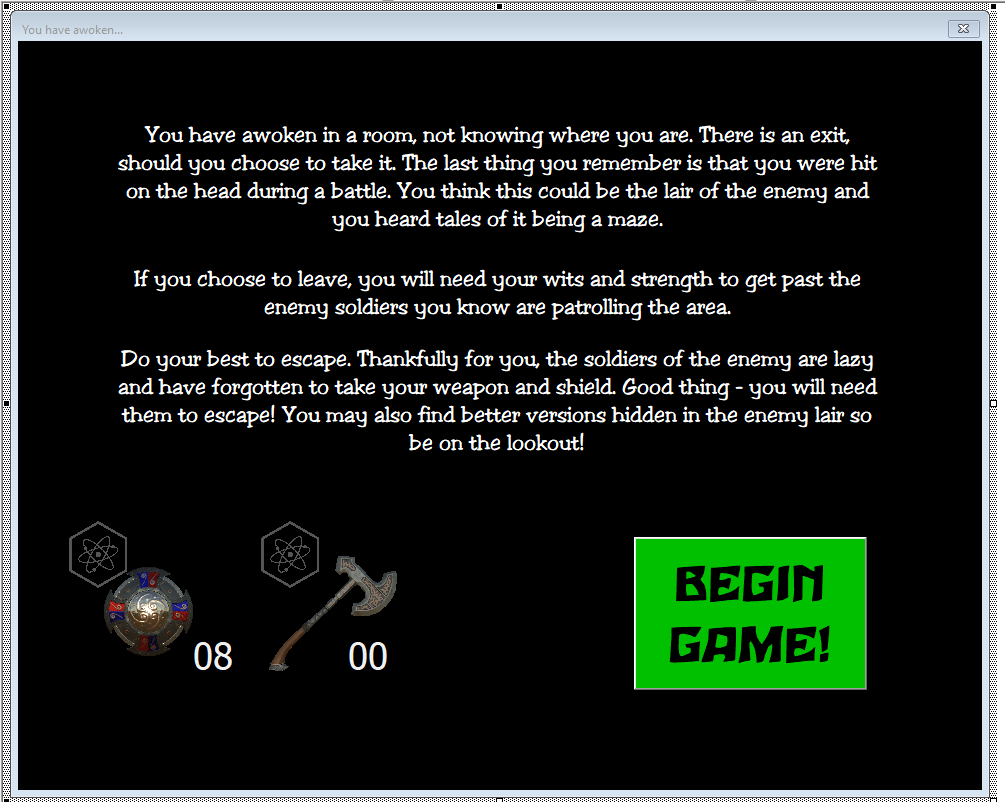 You have awoken...
You have awoken in a room, not knowing where you are. There is an exit,
should you choose to take it. The last thing you remember is that you were hit
on the head during a battle. You think this could be the lair of the enemy and
you heard tales of it being a maze.
If you choose to leave, you will need your wits and strength to get past the
enemy soldiers you know are patrolling the area.
Do your best to escape. Thankfully for you, the soldiers of the enemy are lazy
and have forgotten to take your weapon and shield. Good thing - you will need
them to escape! You may also find better versions hidden in the enemy lair so
be on the lookout!
08
00
BEGIN
GAME!